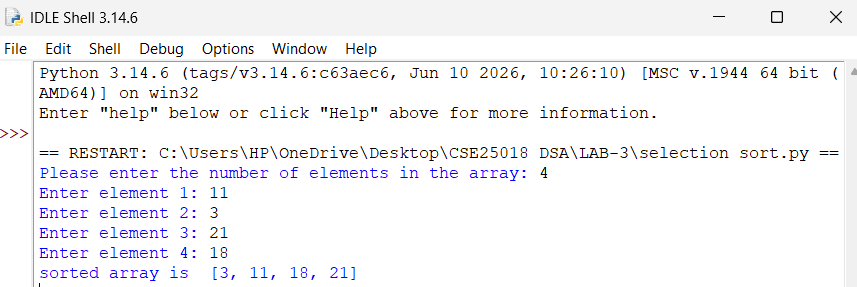 IDLE Shell 3.14.6
File Edit Shell Debug Options Window Help
Python 3.14.6 (tags/v3.14.6:c63aec6, Jun 10 2026, 10:26:10) [MSC v.1944 64 bit (
AMD64)] on win32
Enter "help" below or click "Help" above for more information.
>>>
== RESTART: C:\Users\HP\OneDrive\Desktop\CSE25018 DSA\LAB-3\selection sort.py ==
Please enter the number of elements in the array: 4
Enter element 1: 11
Enter element 2: 3
Enter element 3: 21
Enter element 4: 18
sorted array is  [3, 11, 18, 21]